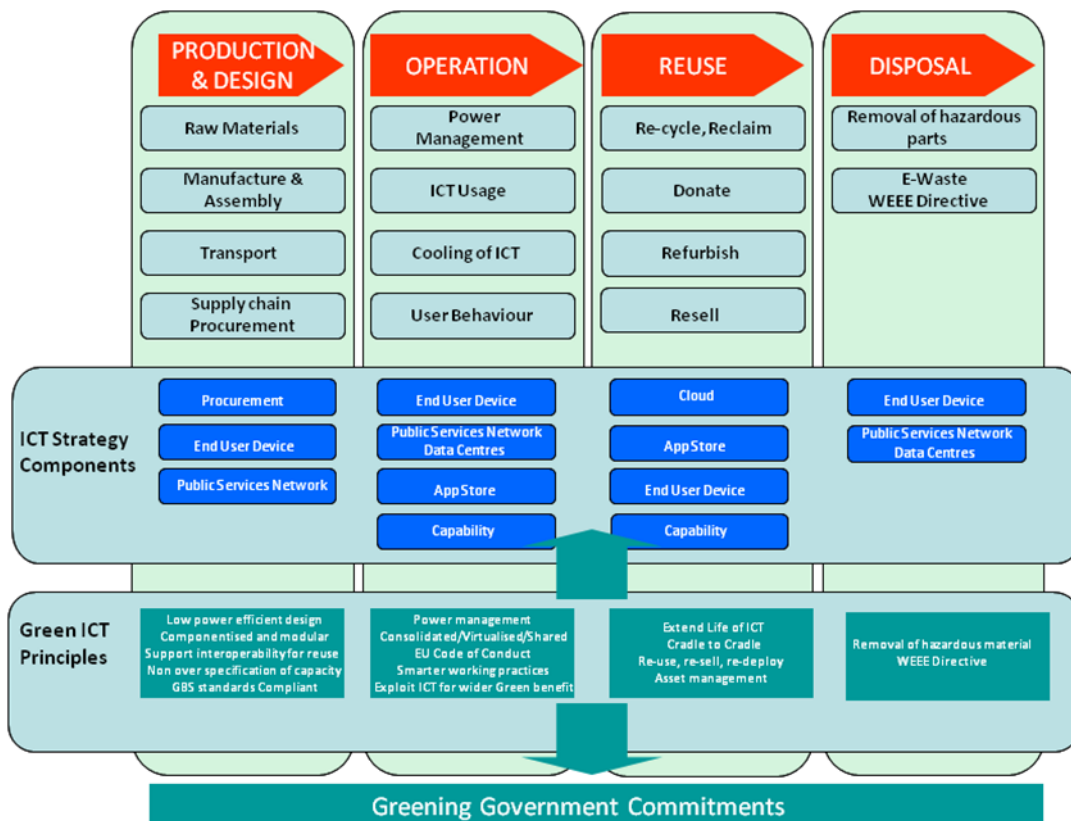 PRODUCTION
& DESIGN
OPERATION
REUSE
DISPOSAL
Raw Materials
Manufacture &
Assembly
Transport
Supply chain
Procurement
Power
Management
ICT Usage
Cooling of ICT
User Behaviour
Re-cycle, Reclaim
Donate
Refurbish
Resell
Removal of hazardous
parts
E-Waste
WEEE Directive
ICT Strategy
Components
Procurement
End User Device
Public Services Network
End User Device
Public Services Network
Data Centres
App Store
Capability
Cloud
App Store
End User Device
Capability
End User Device
Public Services Network
Data Centres
Green ICT
Principles
Low power efficient design
Componentised and modular
Support interoperability for reuse
Non over specification of capacity
GBS standards Compliant
Power management
Consolidated/Virtualised/Shared
EU Code of Conduct
Smarter working practices
Exploit ICT for wider Green benefit
Extend Life of ICT
Cradle to Cradle
Re-use, re-sell, re-deploy
Asset management
Removal of hazardous material
WEEE Directive
Greening Government Commitments